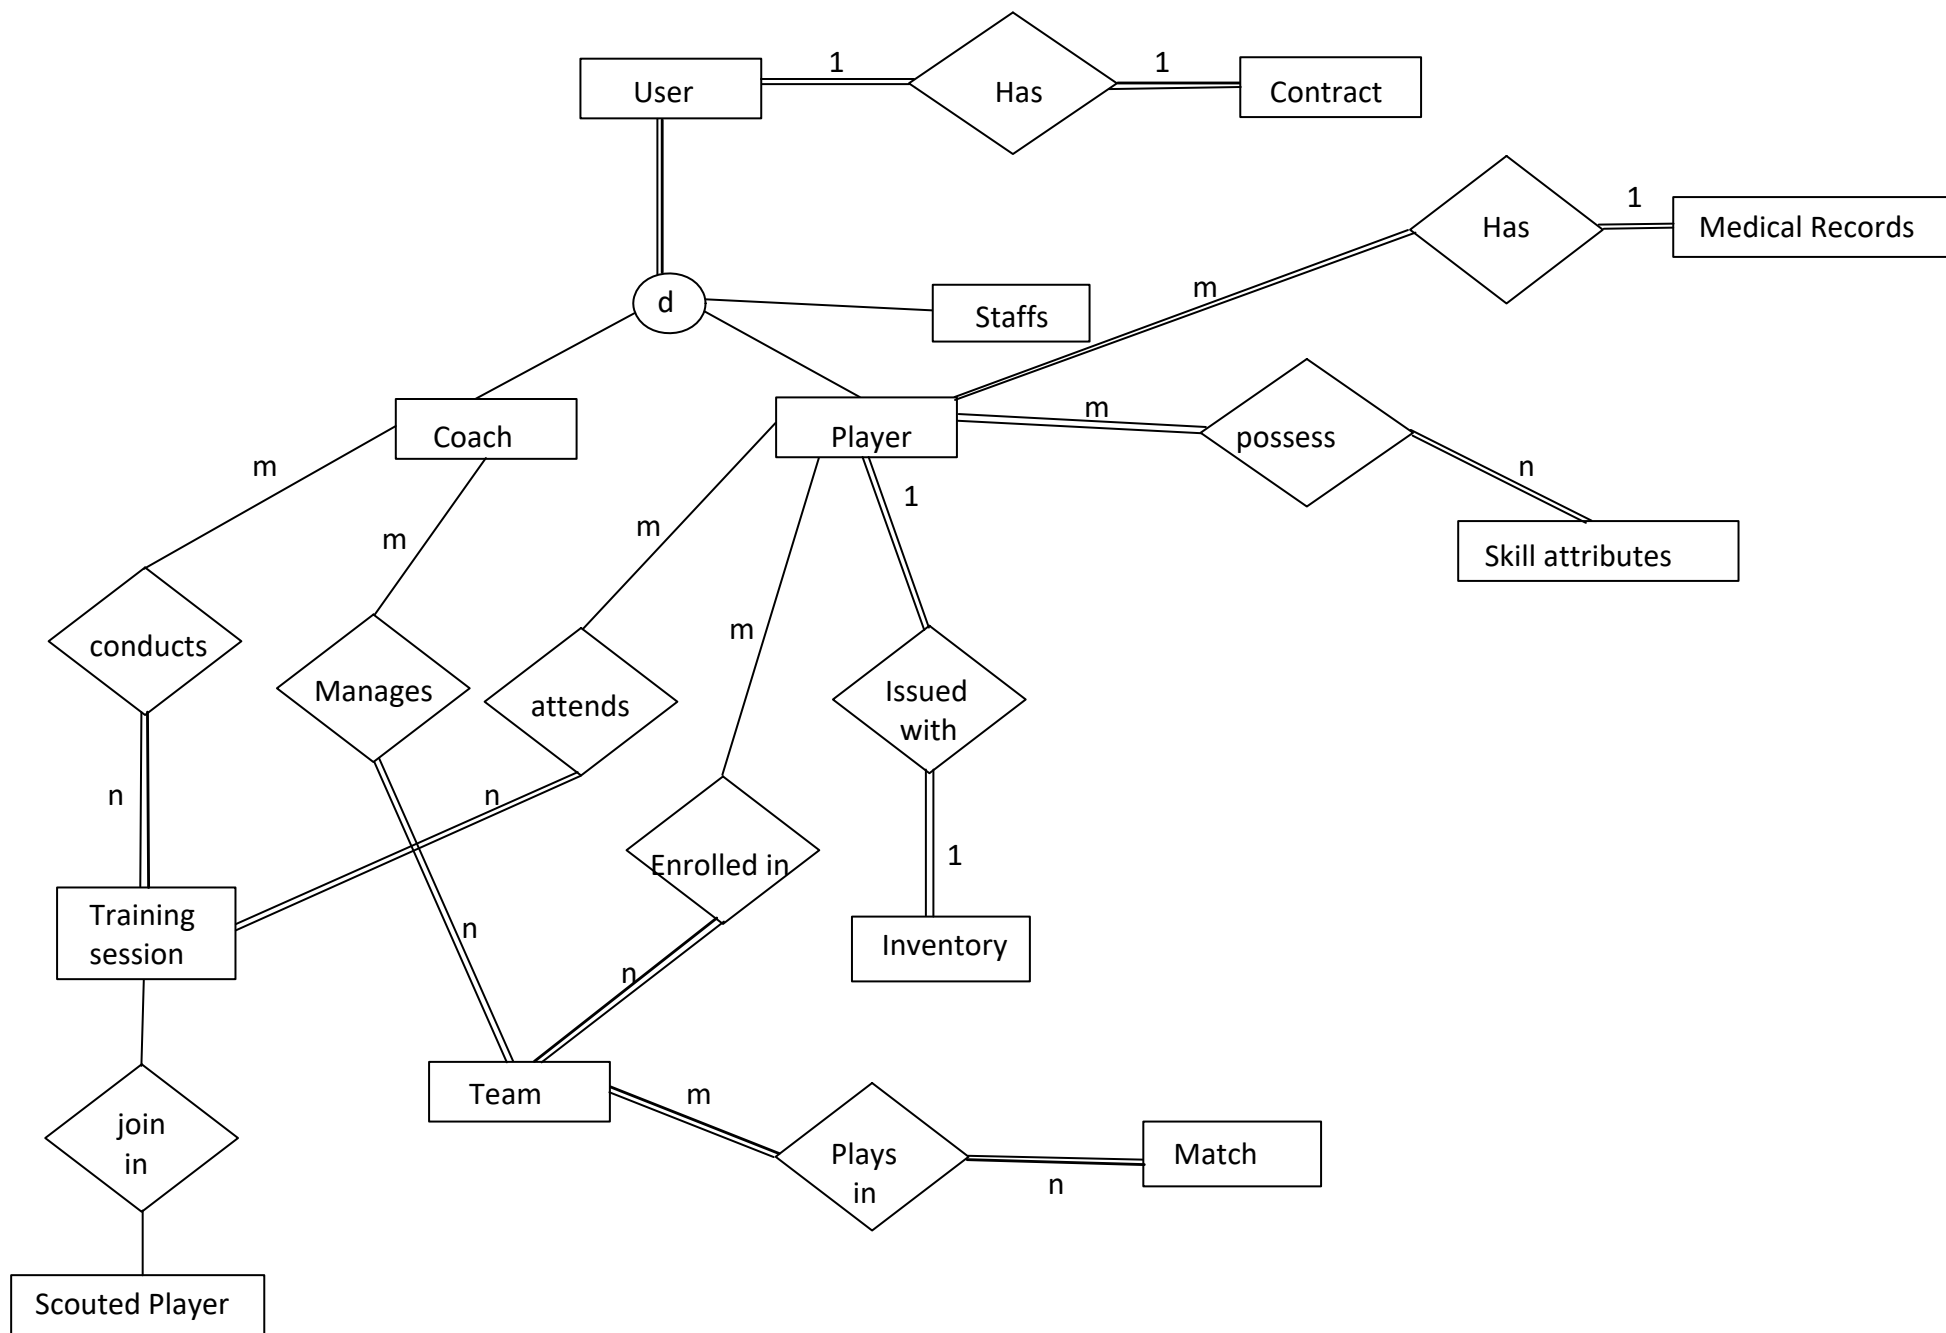 1
1
User
Has
Contract
1
Has
Medical Records
m
d
Staffs
m
Coach
Player
possess
m
n
1
m
m
Skill attributes
m
conducts
Manages
attends
Issued
with
n
n
1
Enrolled in
Training
session
n
Inventory
n
Team
m
join
in
Plays
in
Match
n
Scouted Player